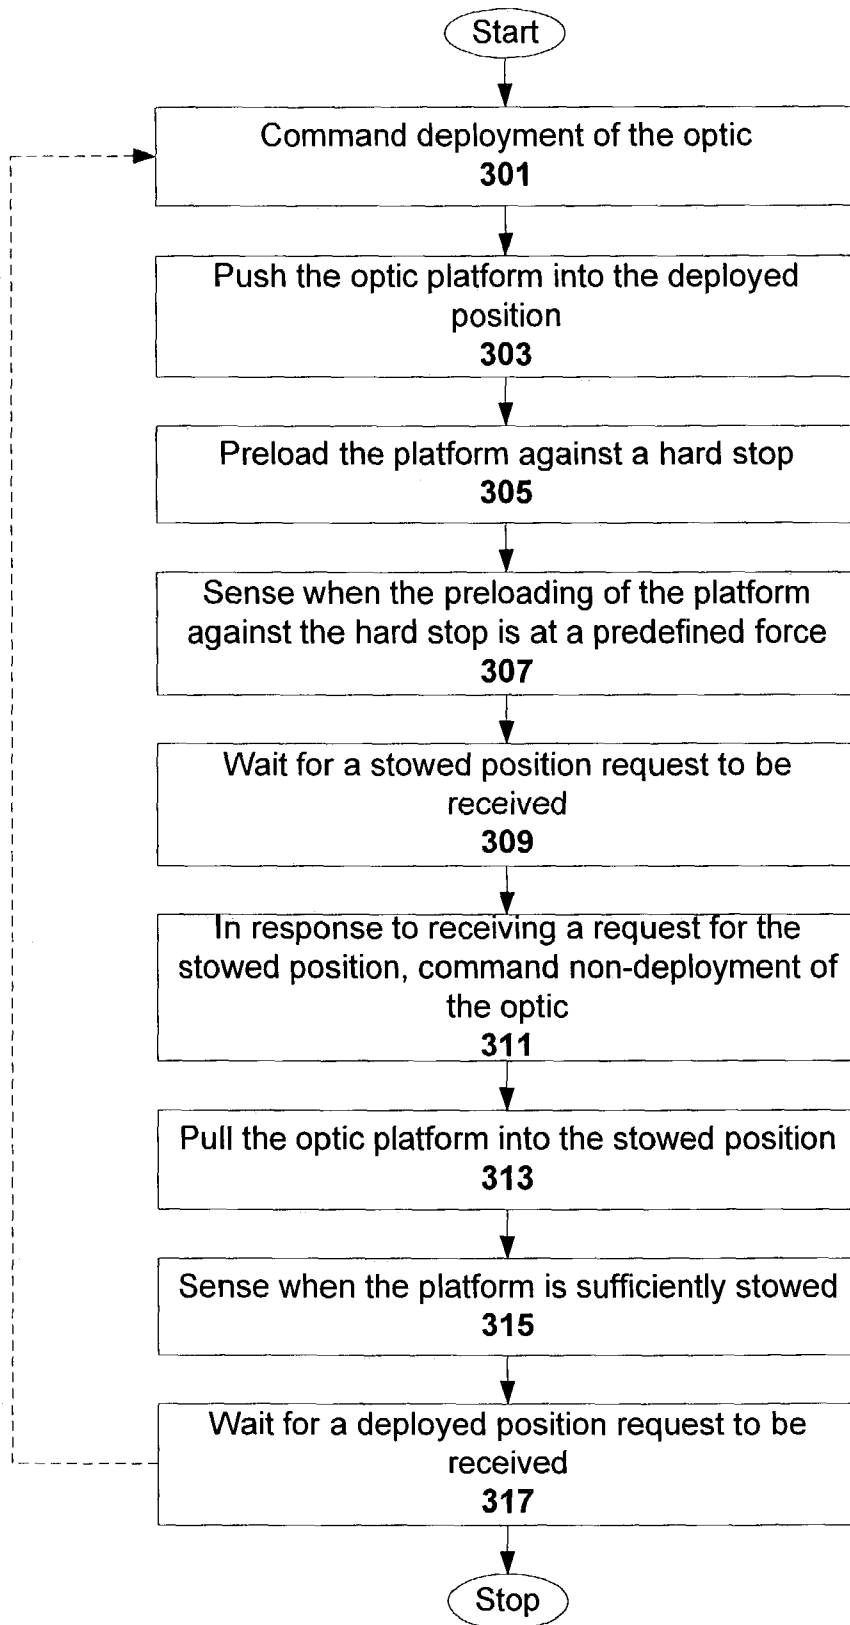 Start
Command deployment of the optic
301
Push the optic platform into the deployed
position
303
Preload the platform against a hard stop
305
Sense when the preloading of the platform
against the hard stop is at a predefined force
307
Wait for a stowed position request to be
received
309
In response to receiving a request for the
stowed position, command non-deployment of
the optic
311
Pull the optic platform into the stowed position
313
Sense when the platform is sufficiently stowed
315
Wait for a deployed position request to be
received
317
Stop